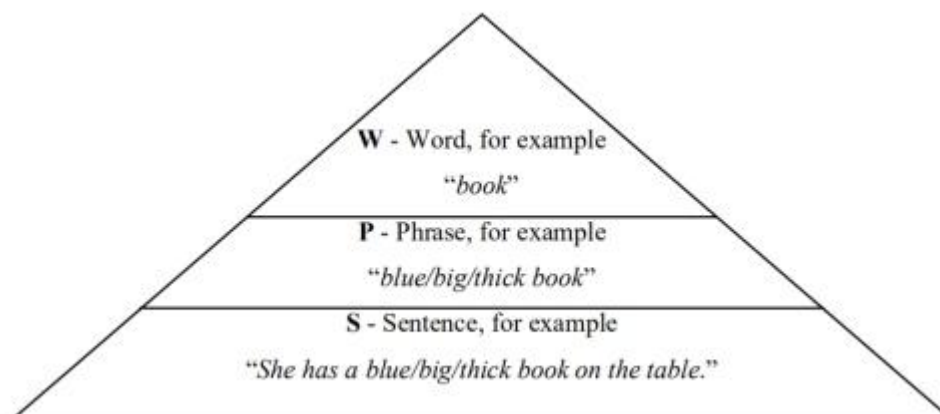 W - Word, for example
“book”
P - Phrase, for example
“blue/big/thick book”
S - Sentence, for example
“She has a blue/big/thick book on the table.”